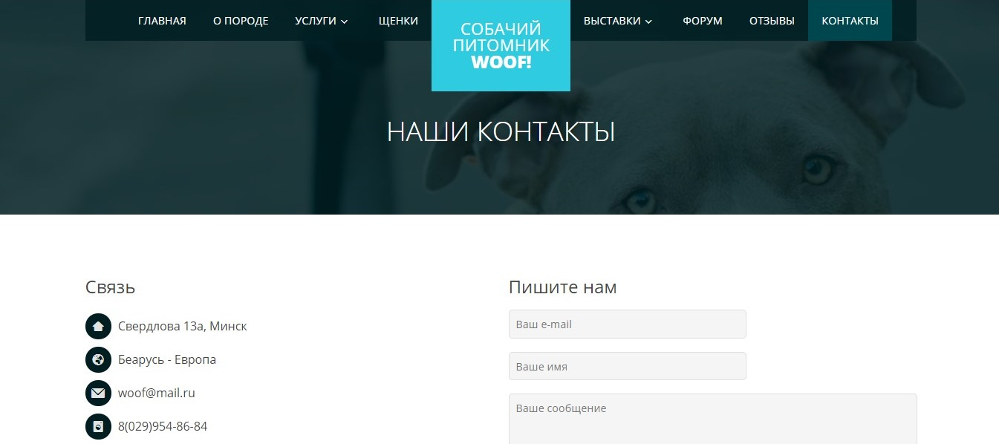 ГЛАВНАЯ О ПОРОДЕ УСЛУГИ ЩЕНКИ
СОБАЧИЙ
ПИТОМНИК
WOOF!
ВЫСТАВКИ ФОРУМ ОТЗЫВЫ КОНТАКТЫ
НАШИ КОНТАКТЫ
Связь
Свердлова 13а, Минск
Беарусь - Европа
woof@mail.ru
8(029)954-86-84
Пишите нам
Ваш e-mail
Ваше имя
Ваше сообщение